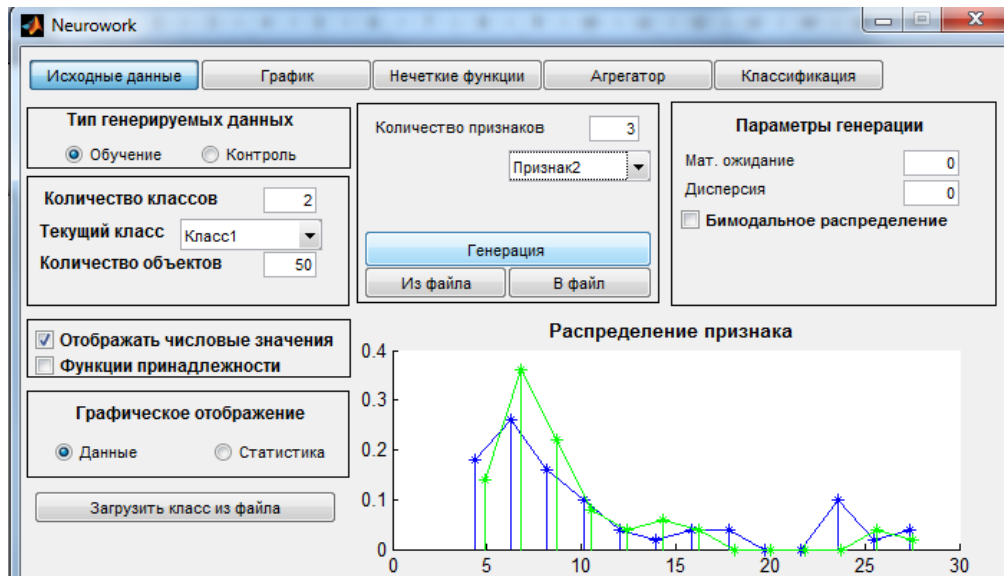 Neurowork
Исходные данные График Нечеткие функции Агрегатор Классификация
Тип генерируемых данных
Обучение Контроль
Количество классов 2
Текущий класс Класс1
Количество объектов 50
Количество признаков 3
Признак2
Генерация
Из файла В файл
Параметры генерации
Мат. ожидание 0
Дисперсия 0
Бимодальное распределение
Отображать числовые значения
Функции принадлежности
Графическое отображение
Данные Статистика
Загрузить класс из файла
Распределение признака
0.4
0.3
0.2
0.1
0
0 5 10 15 20 25 30